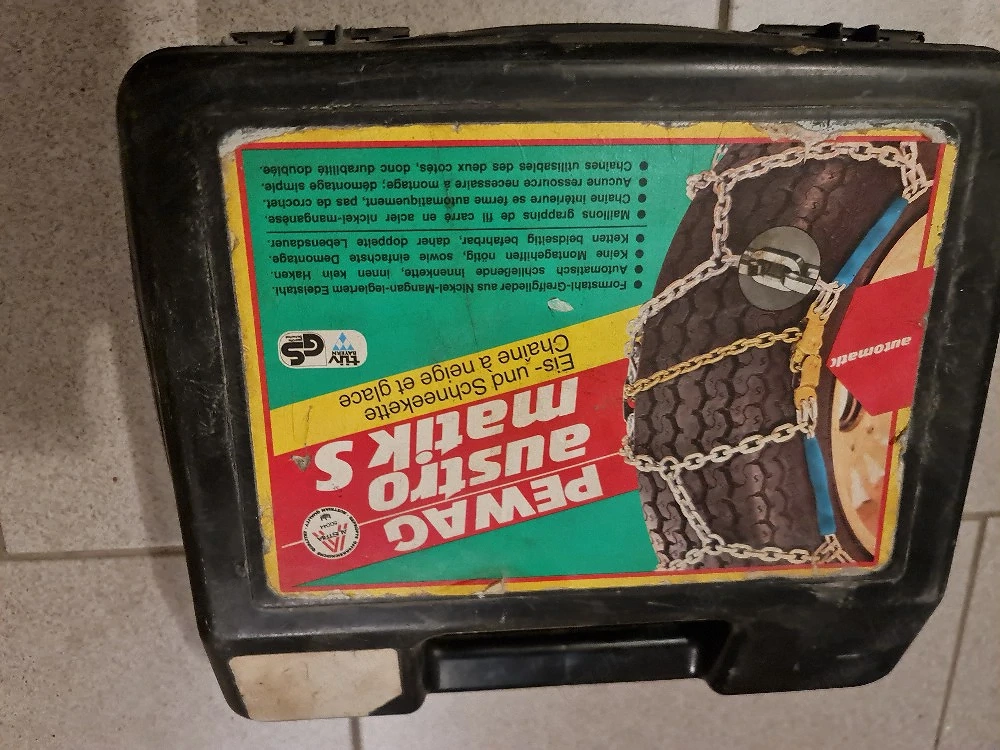 PEWAG
austro
matik S
Eis- und Schneekette
Chaîne à neige et glace
tüv
BAYERN
GS
automatic
● Formstahl-Greifglieder aus Nickel-Mangan-legiertem Edelstahl.
● Automatisch schließende Innenkette, innen kein Haken.
● Keine Montagehilfen nötig, sowie einfachste Demontage.
● Ketten beidseitig befahrbar, daher doppelte Lebensdauer.
● Maillons grappins de fil carré en acier nickel-manganèse.
● Chaîne intérieure se ferme automatiquement, pas de crochet.
● Aucune ressource nécessaire à montage; démontage simple.
● Chaînes utilisables des deux cotés, donc durabilité doublée.